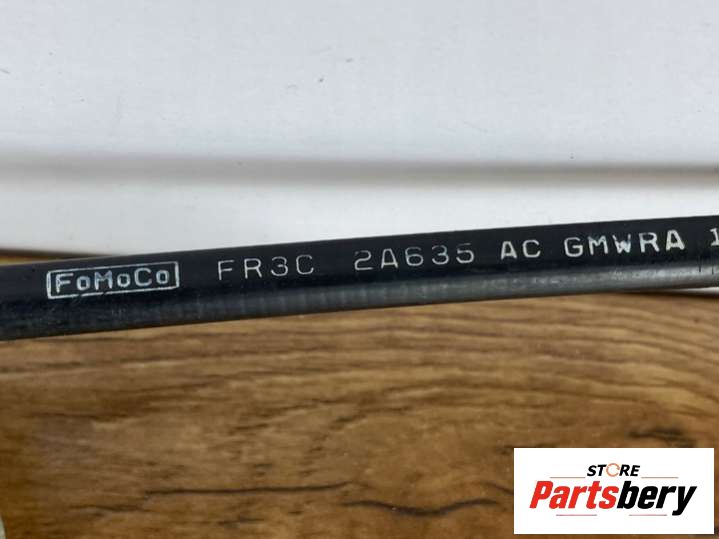 FoMoCo FR3C 2A635 AC GMWRA
STORE
Partsbery